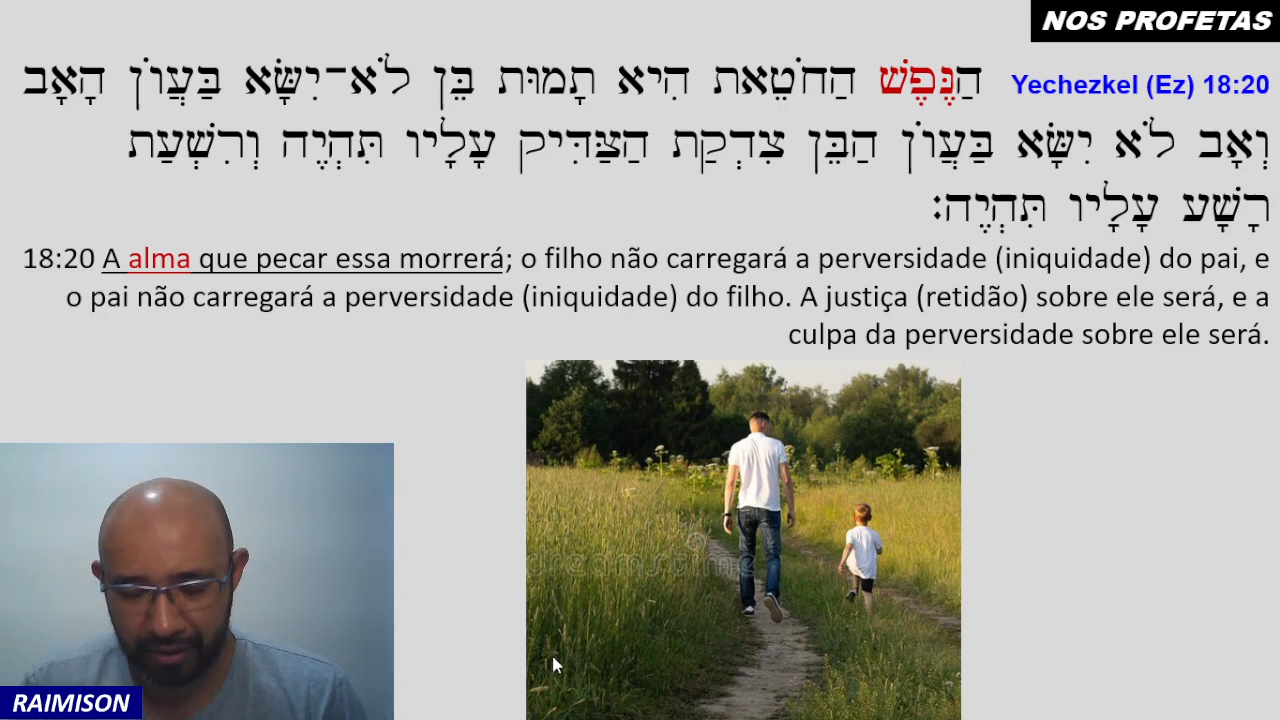 NOS PROFETAS
Yechezkel (Ez) 18:20 הַנֶּפֶשׁ הַחֹטֵאת הִיא תָמוּת בֵּן לֹא־יִשָּׂא בַּעֲוֹן הָאָב
וְאָב לֹא יִשָּׂא בַּעֲוֹן הַבֵּן צִדְקַת הַצַּדִּיק עָלָיו תִּהְיֶה וְרִשְׁעַת
רָשָׁע עָלָיו תִּהְיֶה׃
18:20 A alma que pecar essa morrerá; o filho não carregará a perversidade (iniquidade) do pai, e
o pai não carregará a perversidade (iniquidade) do filho. A justiça (retidão) sobre ele será, e a
culpa da perversidade sobre ele será.
dreamstime
RAIMISON